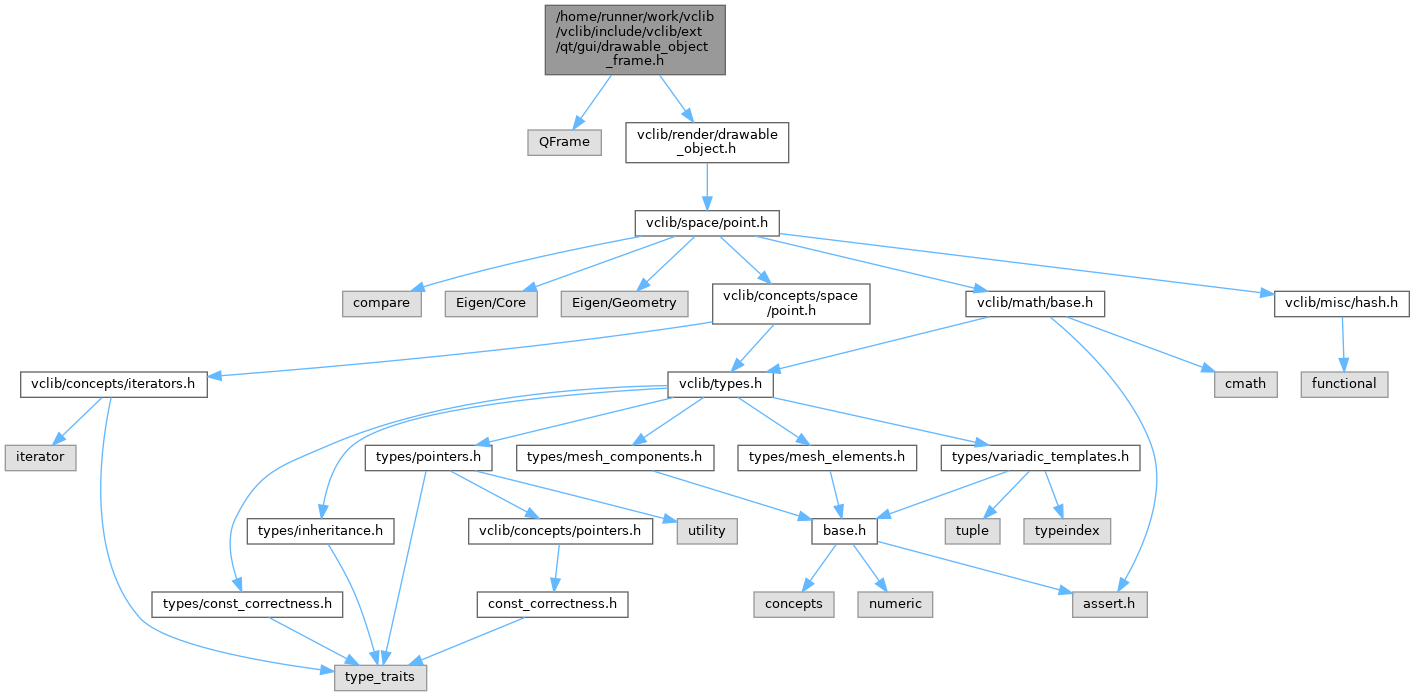 /home/runner/work/vclib
/vclib/include/vclib/ext
/qt/gui/drawable_object
_frame.h
QFrame
vclib/render/drawable
_object.h
vclib/space/point.h
compare
Eigen/Core
Eigen/Geometry
vclib/concepts/space
/point.h
vclib/math/base.h
vclib/misc/hash.h
vclib/concepts/iterators.h
vclib/types.h
cmath
functional
iterator
types/pointers.h
types/mesh_components.h
types/mesh_elements.h
types/variadic_templates.h
types/inheritance.h
vclib/concepts/pointers.h
utility
base.h
tuple
typeindex
types/const_correctness.h
const_correctness.h
concepts
numeric
assert.h
type_traits